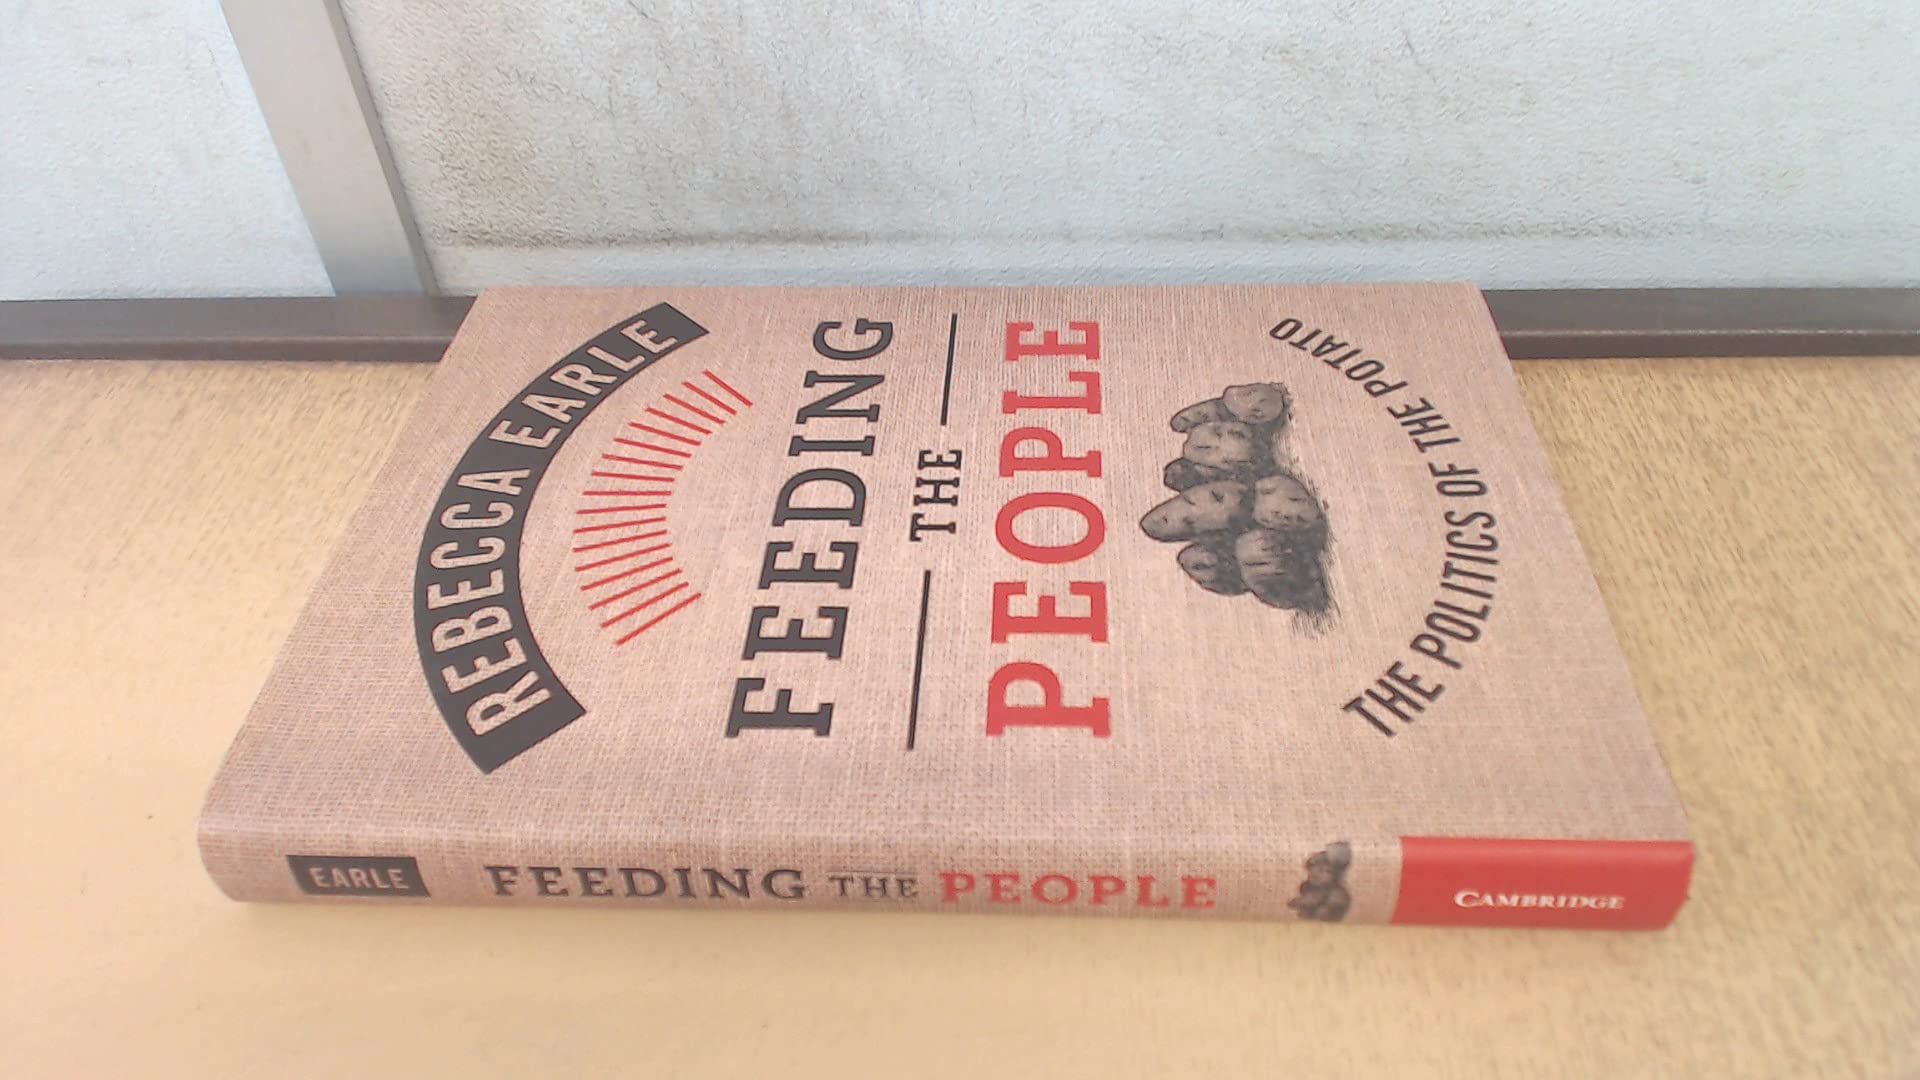 REBECCA EARLE
FEEDING
THE
PEOPLE
THE POLITICS OF THE POTATO
EARLE FEEDING THE PEOPLE CAMBRIDGE